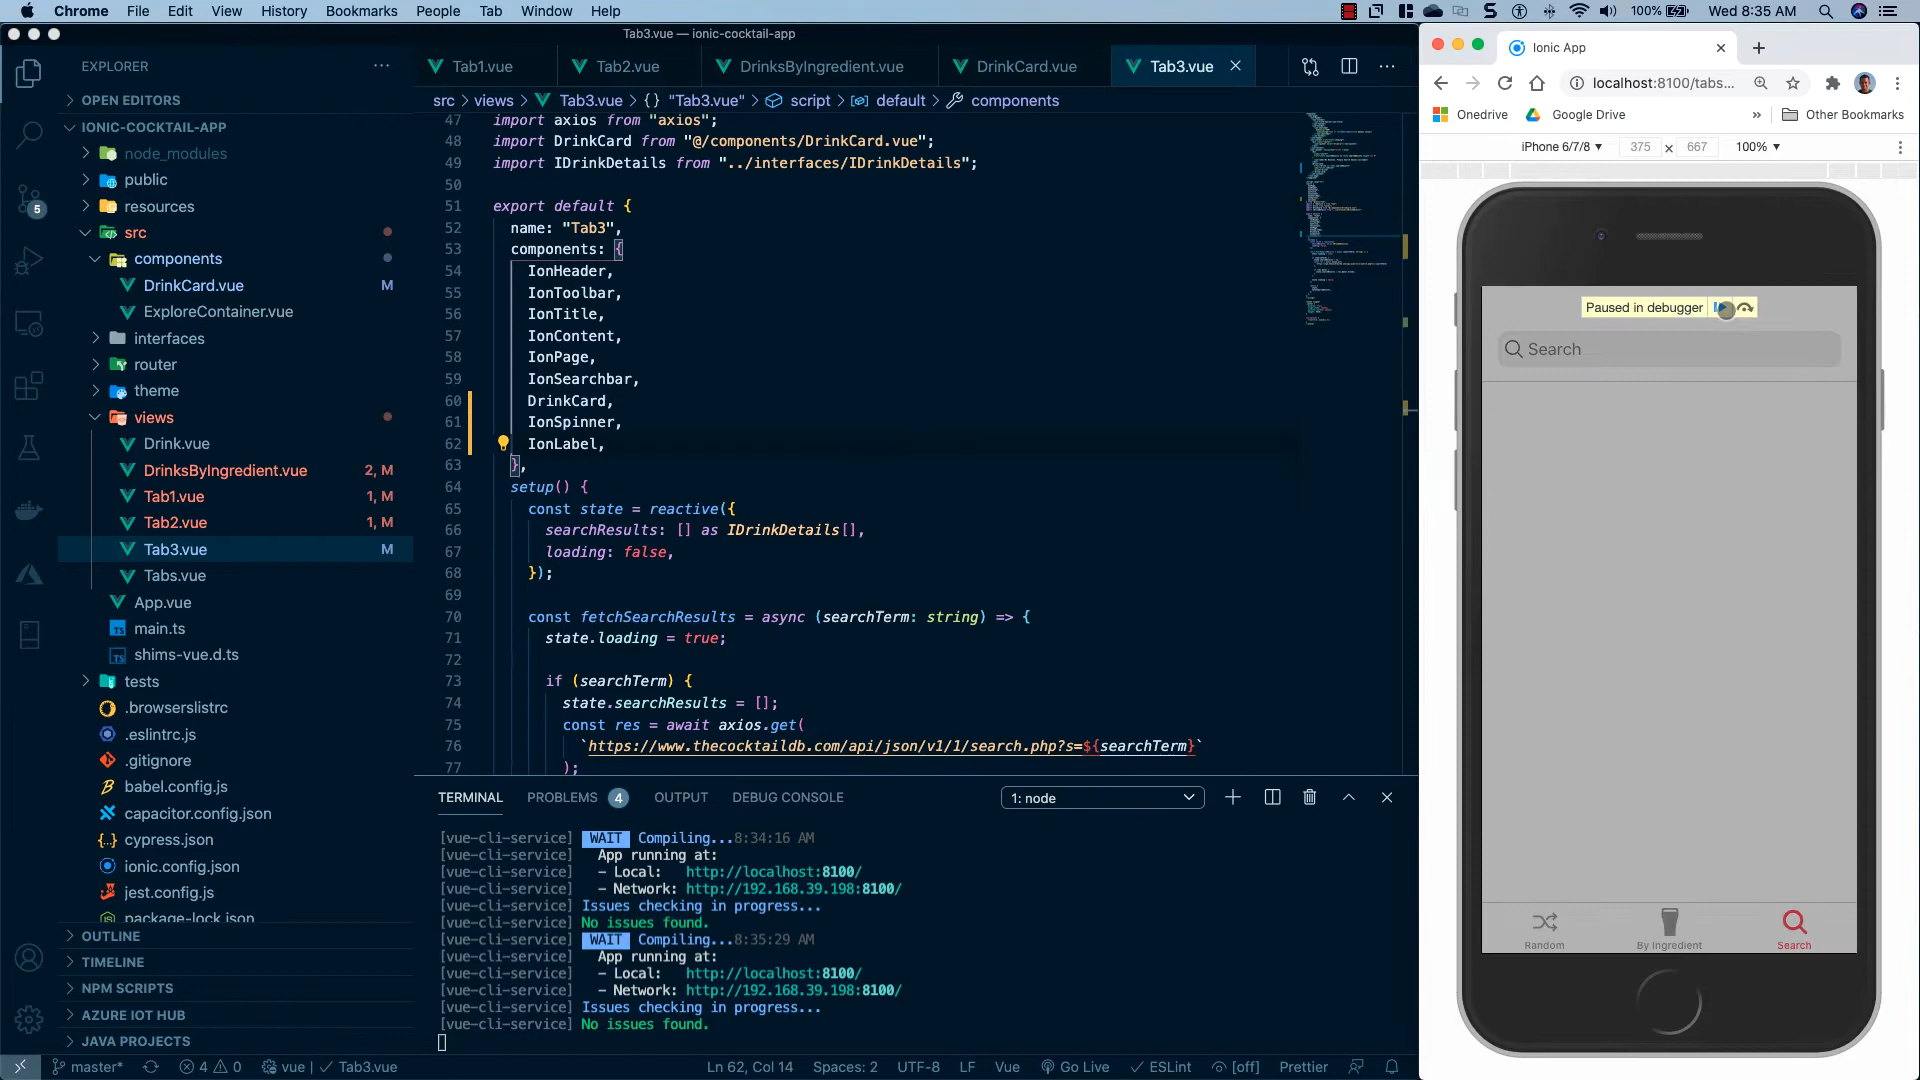 Chrome File Edit View History Bookmarks People Tab Window Help
100% Wed 8:35 AM
Tab3.vue — ionic-cocktail-app
EXPLORER
OPEN EDITORS
IONIC-COCKTAIL-APP
node_modules
public
resources
src
components
DrinkCard.vue M
ExploreContainer.vue
interfaces
router
theme
views
Drink.vue
DrinksByIngredient.vue 2, M
Tab1.vue 1, M
Tab2.vue 1, M
Tab3.vue M
Tabs.vue
App.vue
main.ts
shims-vue.d.ts
tests
.browserslistrc
.eslintrc.js
.gitignore
babel.config.js
capacitor.config.json
cypress.json
ionic.config.json
jest.config.js
package-lock.json
OUTLINE
TIMELINE
NPM SCRIPTS
AZURE IOT HUB
JAVA PROJECTS
5
Tab1.vue Tab2.vue DrinksByIngredient.vue DrinkCard.vue Tab3.vue
src > views > Tab3.vue > {} "Tab3.vue" > script > default > components
47 import axios from "axios";
48 import DrinkCard from "@/components/DrinkCard.vue";
49 import IDrinkDetails from "../interfaces/IDrinkDetails";
50
51 export default {
52 name: "Tab3",
53 components: {
54 IonHeader,
55 IonToolbar,
56 IonTitle,
57 IonContent,
58 IonPage,
59 IonSearchbar,
60 DrinkCard,
61 IonSpinner,
62 IonLabel,
63 },
64 setup() {
65 const state = reactive({
66 searchResults: [] as IDrinkDetails[],
67 loading: false,
68 });
69
70 const fetchSearchResults = async (searchTerm: string) => {
71 state.loading = true;
72
73 if (searchTerm) {
74 state.searchResults = [];
75 const res = await axios.get(
76 `https://www.thecocktaildb.com/api/json/v1/1/search.php?s=${searchTerm}`
77 );
TERMINAL PROBLEMS 4 OUTPUT DEBUG CONSOLE 1: node
[vue-cli-service] WAIT Compiling...8:34:16 AM
[vue-cli-service] App running at:
[vue-cli-service] - Local: http://localhost:8100/
[vue-cli-service] - Network: http://192.168.39.198:8100/
[vue-cli-service] Issues checking in progress...
[vue-cli-service] No issues found.
[vue-cli-service] WAIT Compiling...8:35:29 AM
[vue-cli-service] App running at:
[vue-cli-service] - Local: http://localhost:8100/
[vue-cli-service] - Network: http://192.168.39.198:8100/
[vue-cli-service] Issues checking in progress...
[vue-cli-service] No issues found.
master* 4 0 vue | ✓ Tab3.vue Ln 62, Col 14 Spaces: 2 UTF-8 LF Vue Go Live ✓ ESLint [off] Prettier
Ionic App
localhost:8100/tabs...
Onedrive Google Drive » Other Bookmarks
iPhone 6/7/8 ▼ 375 × 667 100% ▼
Paused in debugger
Search
Random By Ingredient Search